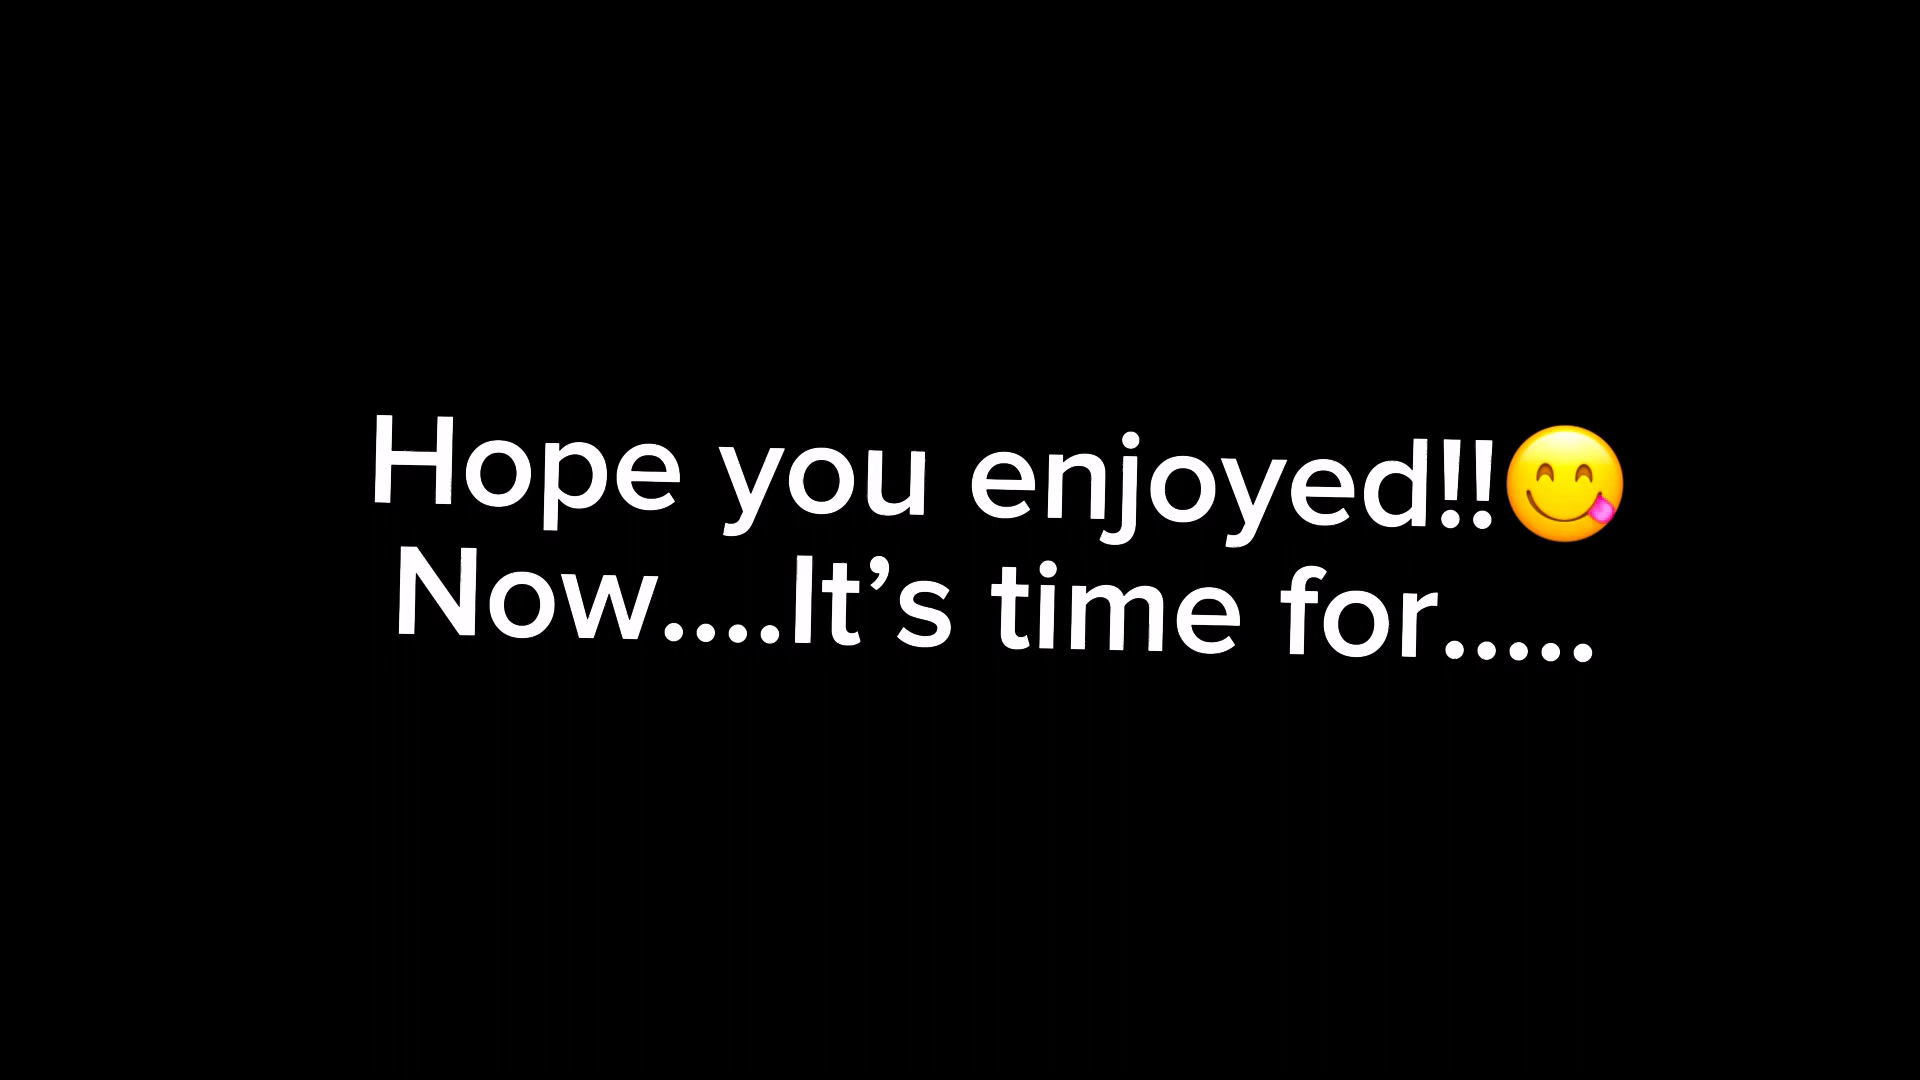 Hope you enjoyed!!😋
Now....It’s time for.....